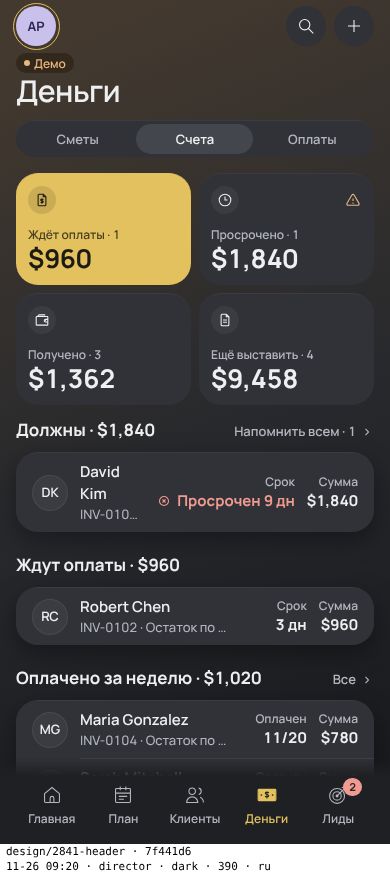 AP
Демо
Деньги
Сметы Счета Оплаты
Ждёт оплаты · 1
$960
Просрочено · 1
$1,840
Получено · 3
$1,362
Ещё выставить · 4
$9,458
Должны · $1,840 Напомнить всем · 1
DK
David Kim
INV-010…
Срок Сумма
Просрочен 9 дн $1,840
Ждут оплаты · $960
RC
Robert Chen
INV-0102 · Остаток по …
Срок Сумма
3 дн $960
Оплачено за неделю · $1,020 Все
MG
Maria Gonzalez
INV-0104 · Остаток по …
Оплачен Сумма
11/20 $780
2
Главная План Клиенты Деньги Лиды
design/2841-header · 7f441d6
11-26 09:20 · director · dark · 390 · ru